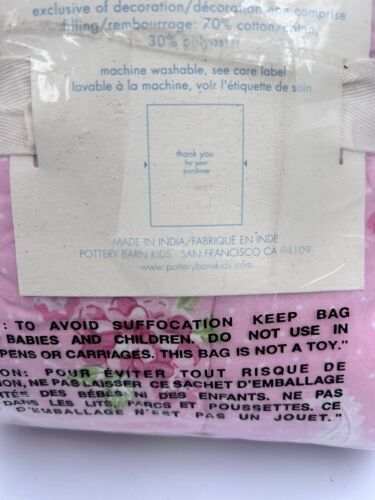 exclusive of decoration/décoration non comprise
filling/rembourrage: 70% cotton/coton,
30% polyester
machine washable, see care label
lavable à la machine, voir l'étiquette de soin
thank you
for your
purchase
MADE IN INDIA/FABRIQUÉ EN INDE
POTTERY BARN KIDS - SAN FRANCISCO CA 94109
www.potterybarnkids.com
: TO AVOID SUFFOCATION KEEP BAG
BABIES AND CHILDREN. DO NOT USE IN
PENS OR CARRIAGES. THIS BAG IS NOT A TOY."
ION: POUR ÉVITER TOUT RISQUE DE
ION, NE PAS LAISSER CE SACHET D'EMBALLAGE
ITÉS DES BÉBÉS NI DES ENFANTS. NE PAS
DANS LES LITS, PARCS ET POUSSETTES. CE
D'EMBALLAGE N'EST PAS UN JOUET."